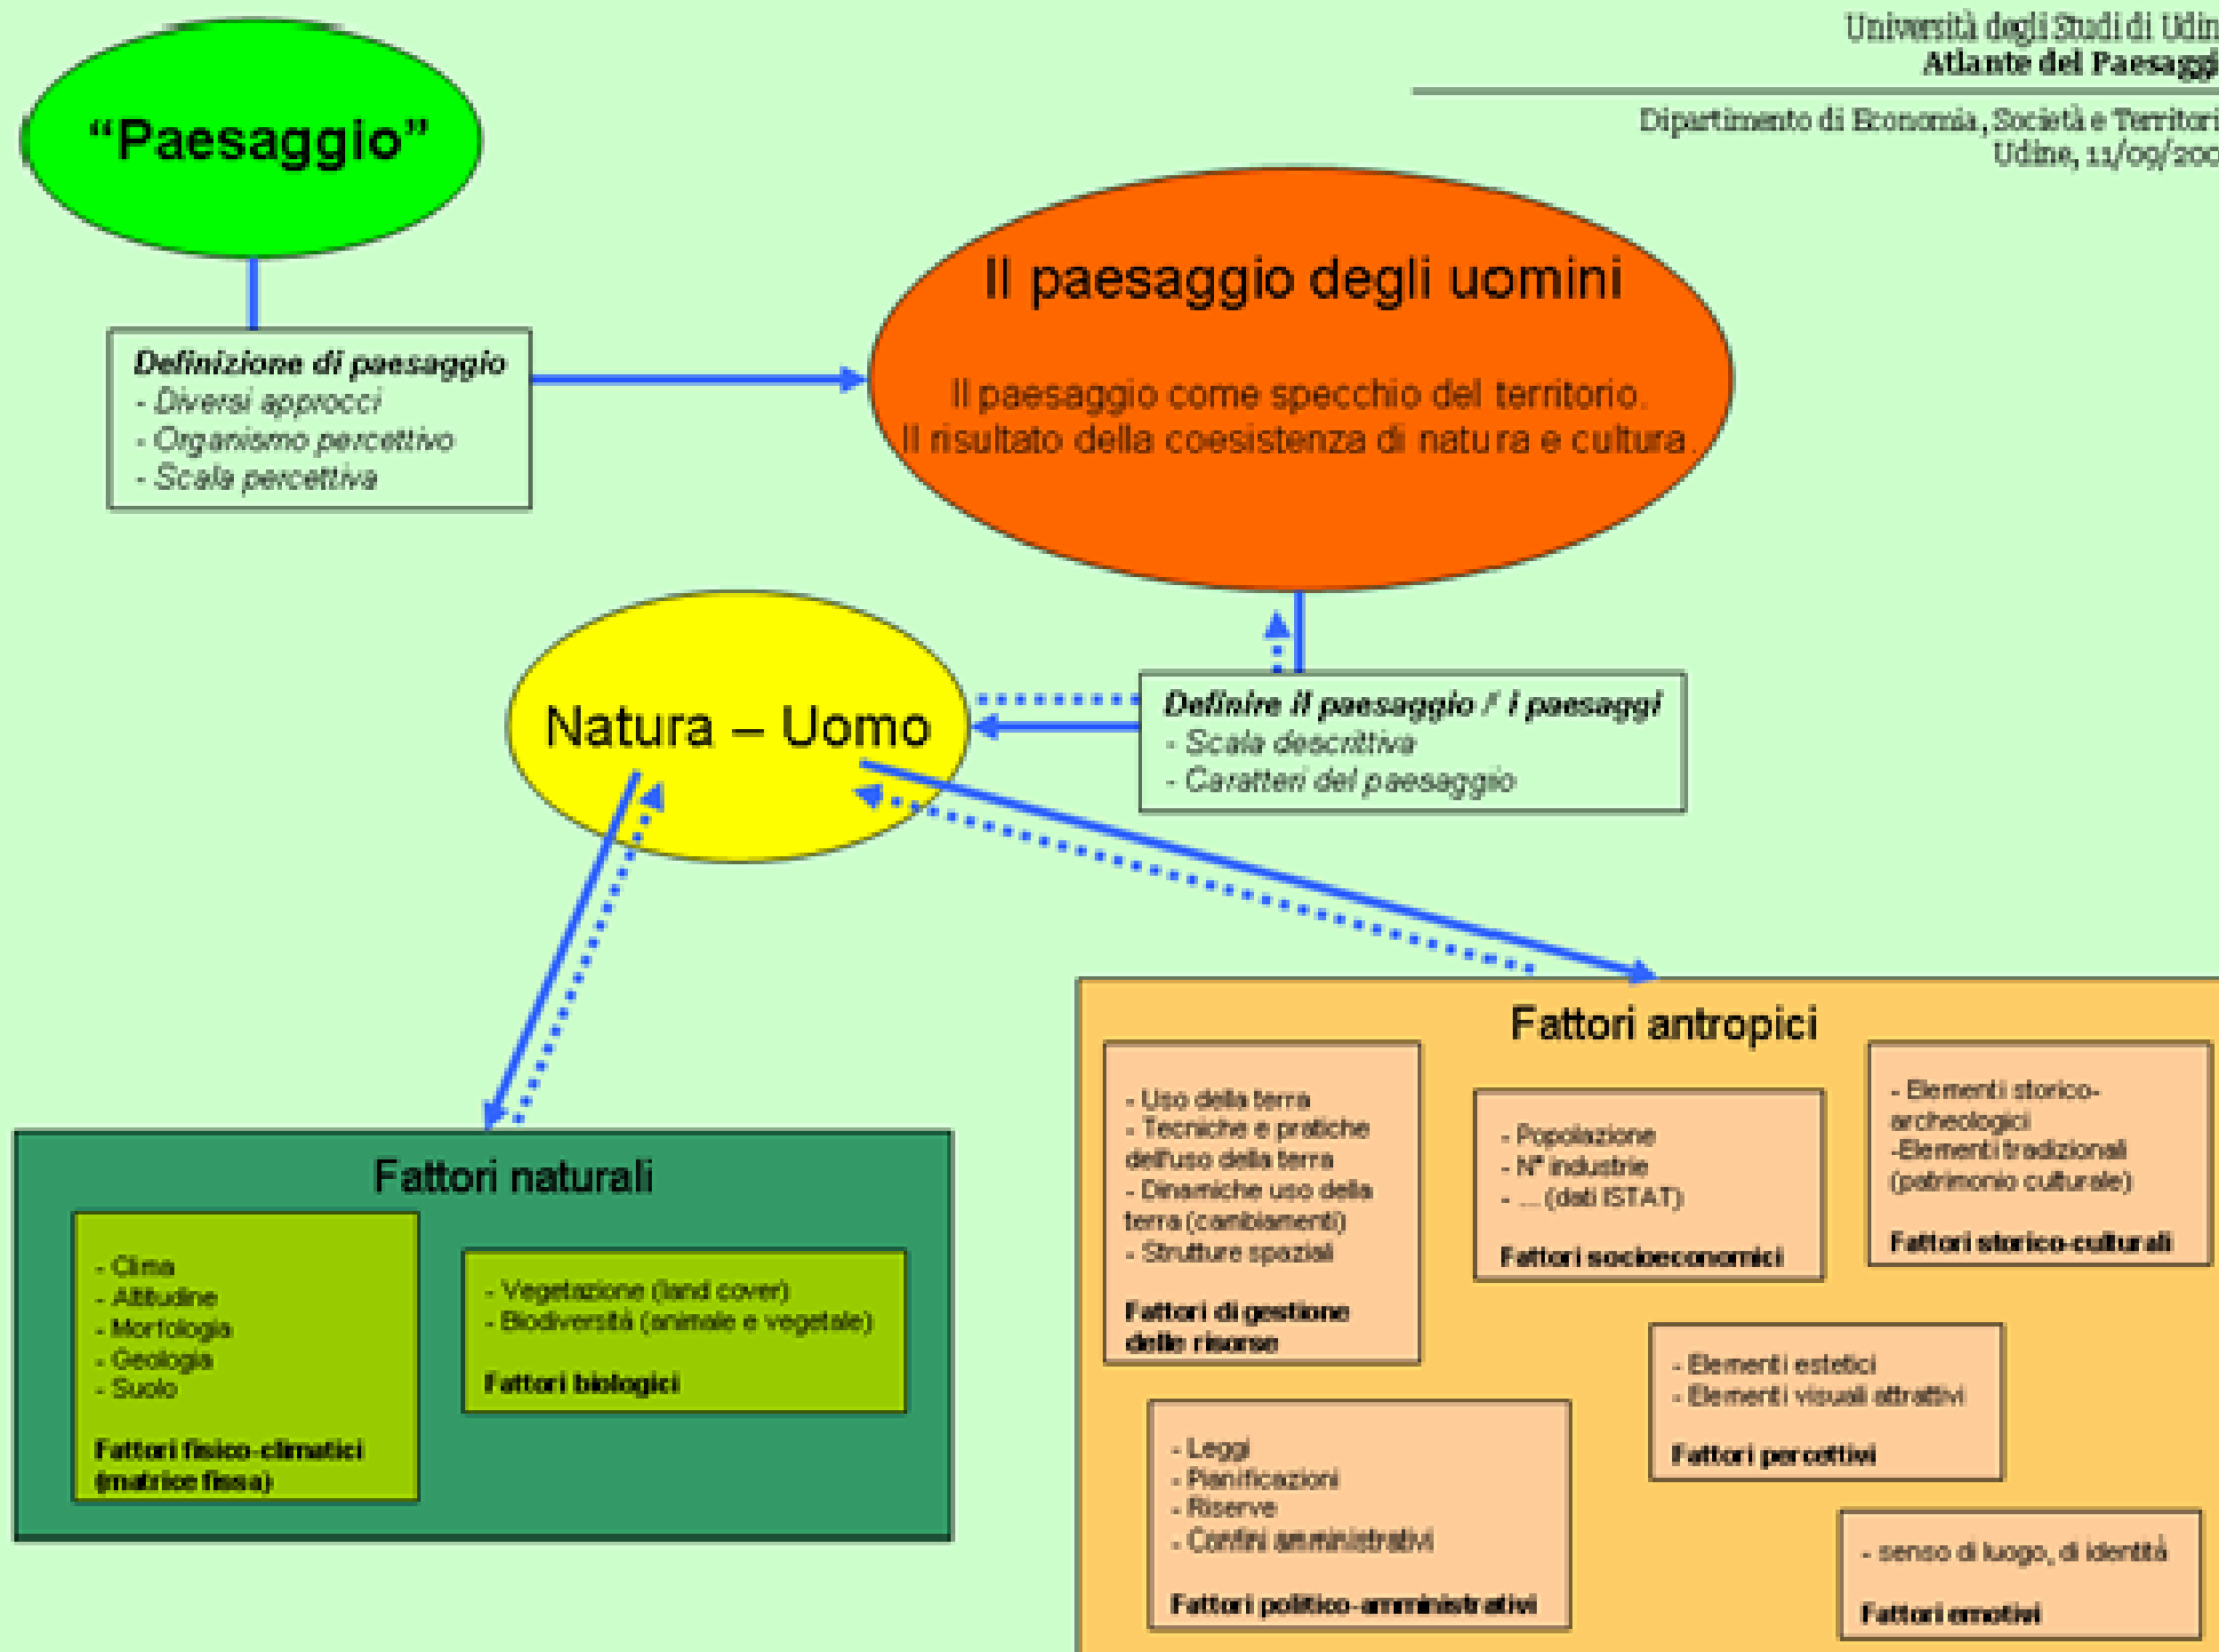 Università degli Studi di Udin
Atlante del Paesaggi
Dipartimento di Economia, Società e Territori
Udine, 11/09/200
“Paesaggio”
Definizione di paesaggio
- Diversi approcci
- Organismo percettivo
- Scala percettiva
Il paesaggio degli uomini
Il paesaggio come specchio del territorio.
Il risultato della coesistenza di natura e cultura.
Natura – Uomo
Definire il paesaggio / i paesaggi
- Scala descrittiva
- Caratteri del paesaggio
Fattori naturali
- Clima
- Altitudine
- Morfologia
- Geologia
- Suolo
Fattori fisico-climatici
(matrice fissa)
- Vegetazione (land cover)
- Biodiversità (animale e vegetale)
Fattori biologici
Fattori antropici
- Uso della terra
- Tecniche e pratiche
dell'uso della terra
- Dinamiche uso della
terra (cambiamenti)
- Strutture spaziali
Fattori di gestione
delle risorse
- Popolazione
- N° industrie
- ... (dati ISTAT)
Fattori socioeconomici
- Elementi storico-
archeologici
-Elementi tradizionali
(patrimonio culturale)
Fattori storico-culturali
- Leggi
- Pianificazioni
- Riserve
- Confini amministrativi
Fattori politico-amministrativi
- Elementi estetici
- Elementi visuali attrattivi
Fattori percettivi
- senso di luogo, di identità
Fattori emotivi